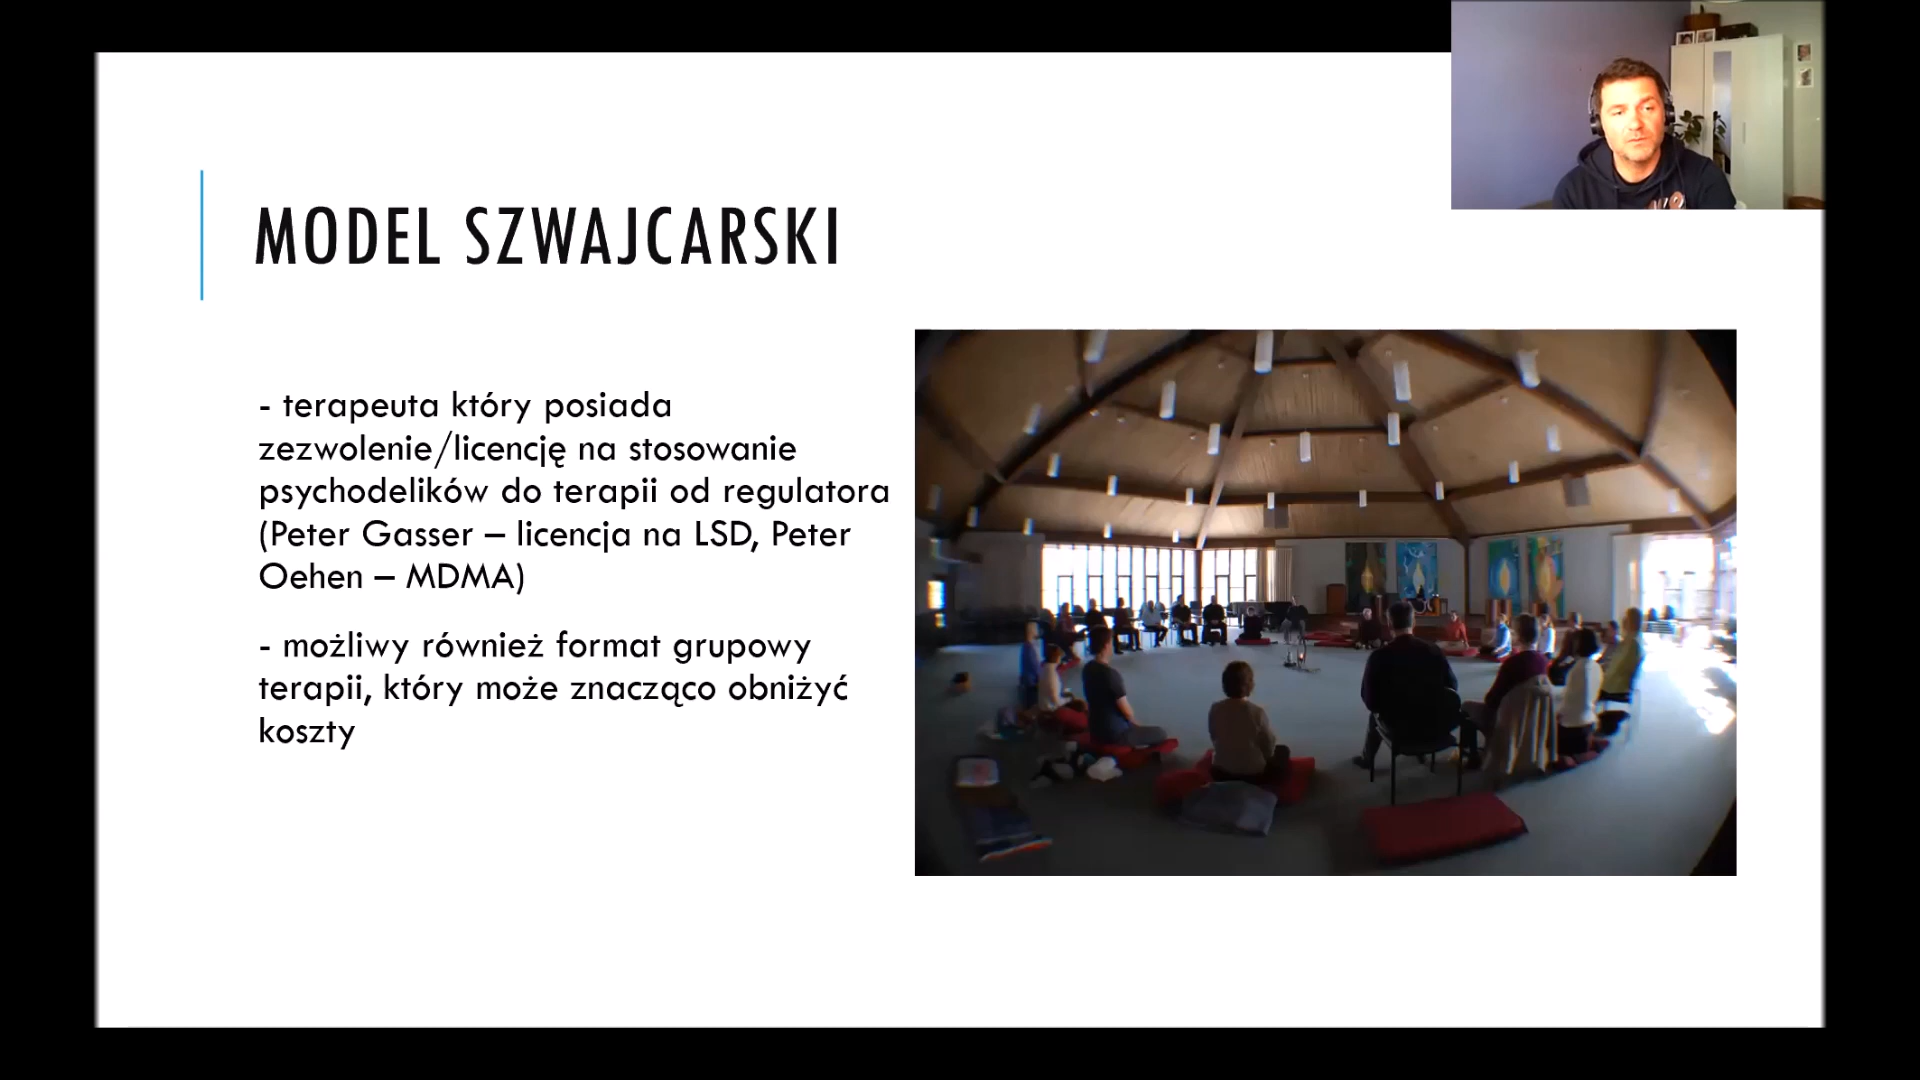 MODEL SZWAJCARSKI
- terapeuta który posiada
zezwolenie/licencję na stosowanie
psychodelików do terapii od regulatora
(Peter Gasser – licencja na LSD, Peter
Oehen – MDMA)
- możliwy również format grupowy
terapii, który może znacząco obniżyć
koszty